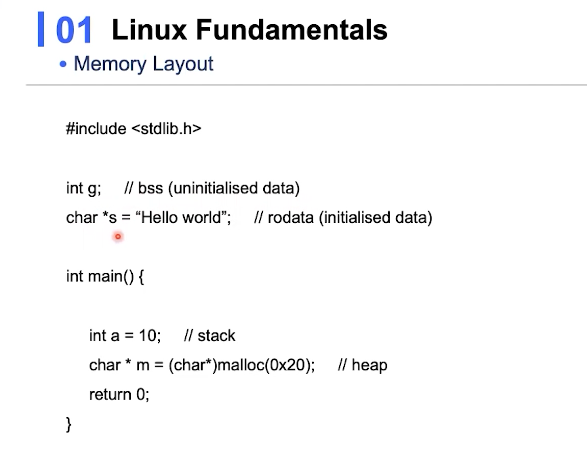 01 Linux Fundamentals
• Memory Layout
#include <stdlib.h>
int g; // bss (uninitialised data)
char *s = “Hello world”; // rodata (initialised data)
int main() {
int a = 10; // stack
char * m = (char*)malloc(0x20); // heap
return 0;
}